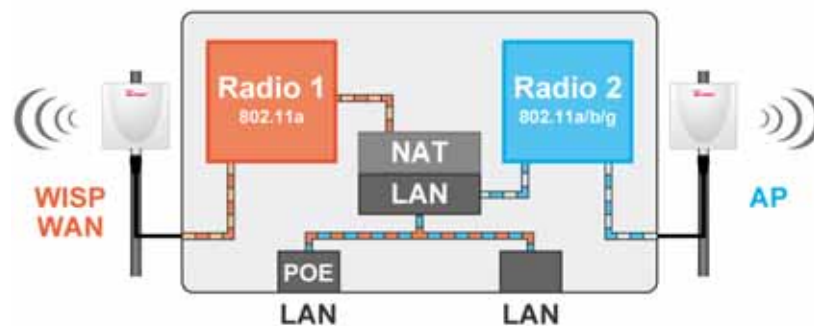 Radio 1
802.11a
Radio 2
802.11a/b/g
NAT
LAN
WISP
WAN
AP
POE
LAN
LAN